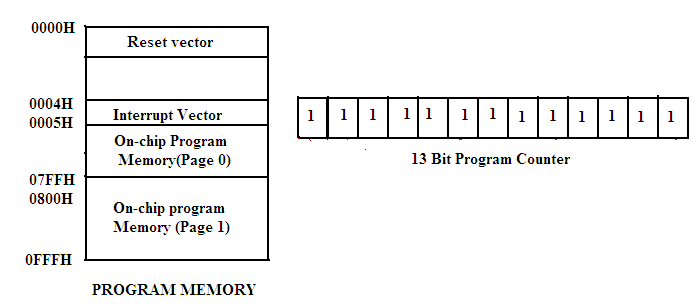 0000H
Reset vector
0004H
Interrupt Vector
0005H
On-chip Program
Memory(Page 0)
07FFH
0800H
On-chip program
Memory (Page 1)
0FFFH
PROGRAM MEMORY
1 1 1 1 1 1 1 1 1 1 1 1 1
13 Bit Program Counter